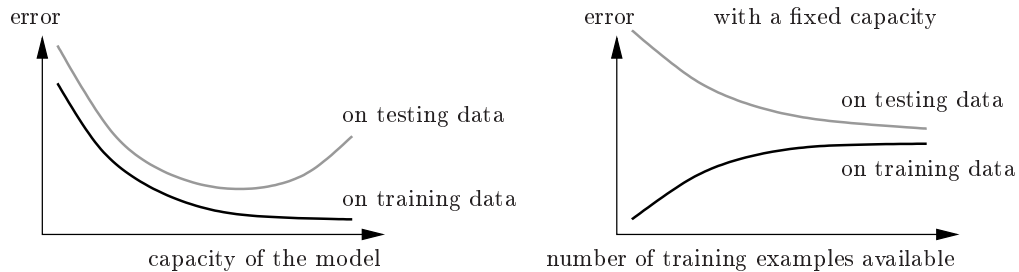 error
on testing data
on training data
capacity of the model
error
with a fixed capacity
on testing data
on training data
number of training examples available